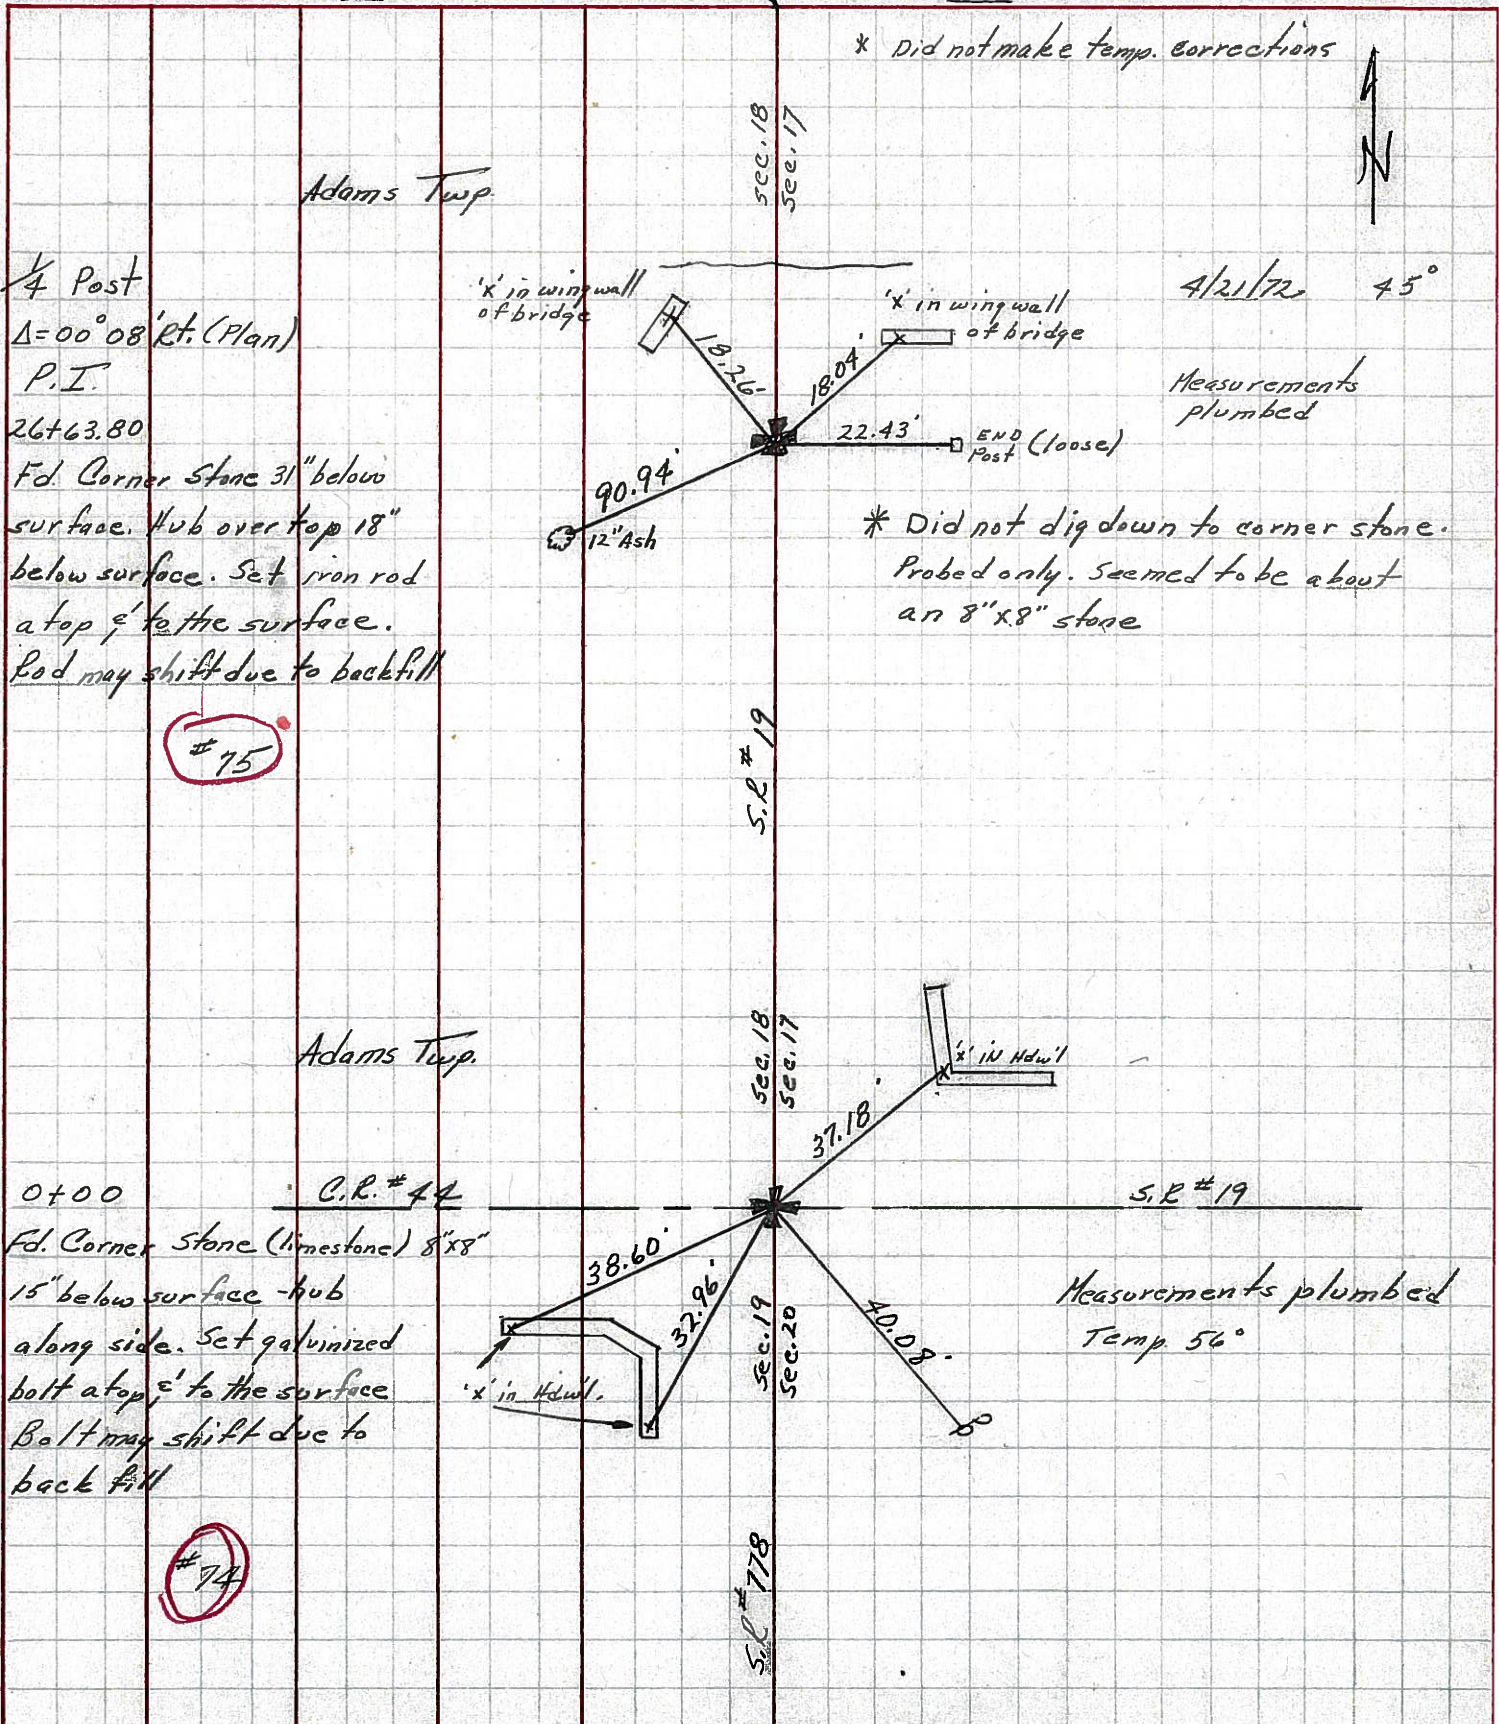 * Did not make temp. corrections
N
Sec. 18
Sec. 17
Adams Twp.
1/4 Post
Δ=00°08' Rt. (Plan)
P.I.
26+63.80
Fd. Corner Stone 31" below
surface. Hub over top 18"
below surface. Set iron rod
atop & to the surface.
Rod may shift due to backfill
#75
'x' in wingwall
of bridge
18.26'
'x' in wingwall
of bridge
18.04'
22.43'
END
Post (loose)
90.94'
12" Ash
4/21/72 45°
Measurements
plumbed
* Did not dig down to corner stone.
Probed only. Seemed to be about
an 8"x8" stone
S.R #19
Adams Twp.
Sec. 18
Sec. 17
'x' IN Hdw'l
37.18'
0+00
C.R. #44
S.R #19
Fd. Corner Stone (limestone) 8"x8"
15" below surface - hub
along side. Set galvinized
bolt atop & to the surface
Bolt may shift due to
back fill
#74
38.60'
32.96'
'x' in Hdw'l.
Sec. 19
Sec. 20
40.08'
Measurements plumbed
Temp. 56°
S.R #778